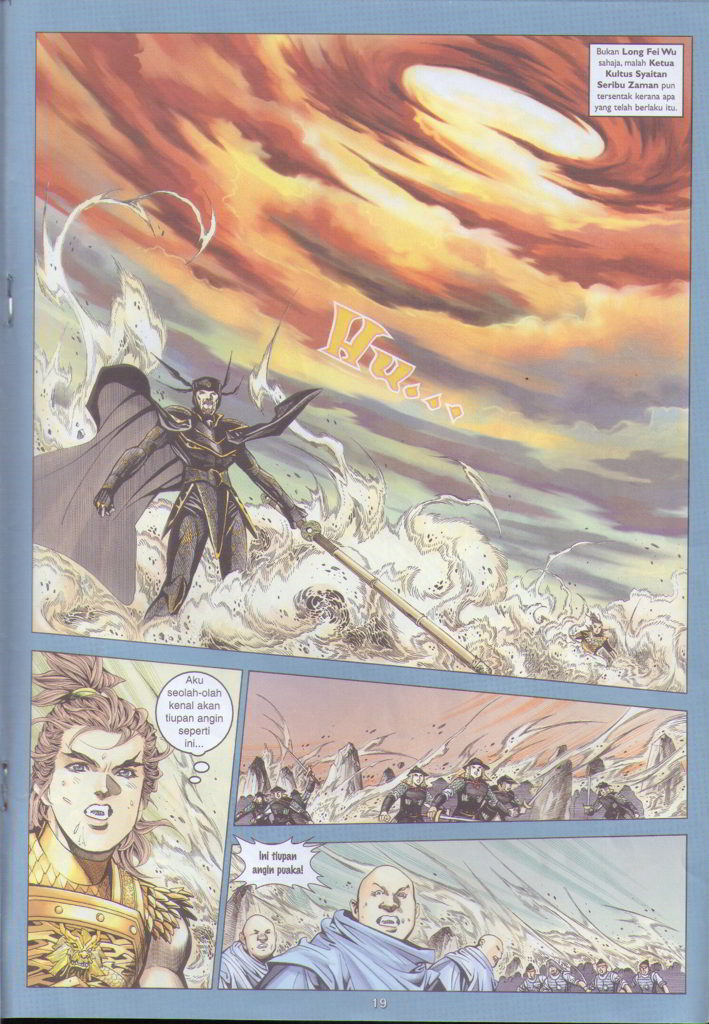 Bukan Long Fei Wu
sahaja, malah Ketua
Kultus Syaitan
Seribu Zaman pun
tersentak kerana apa
yang telah berlaku itu.
Hu...
Aku
seolah-olah
kenal akan
tiupan angin
seperti
ini...
Ini tiupan
angin puaka!
19